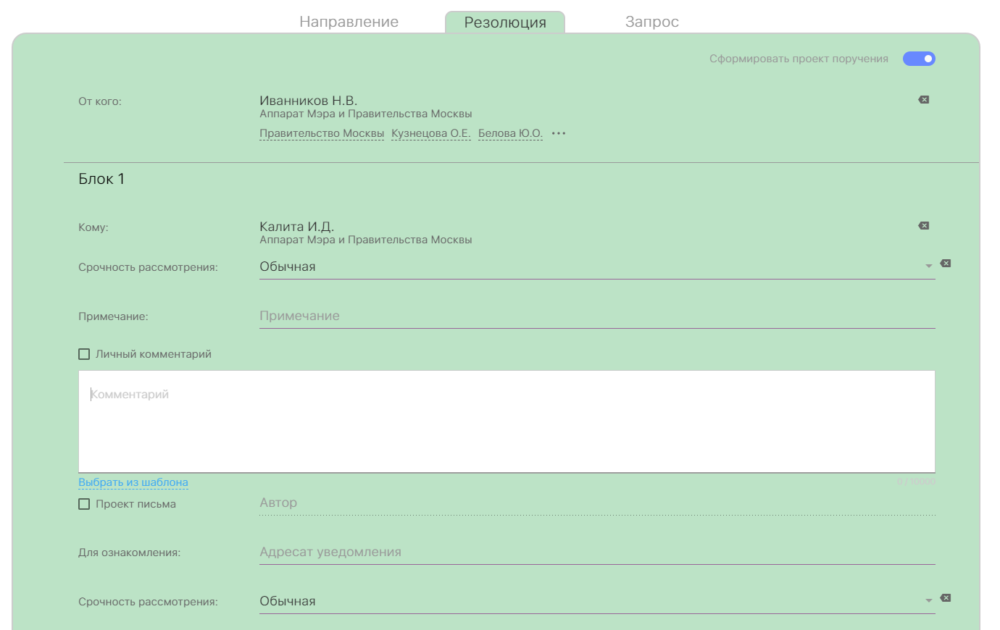 Направление Резолюция Запрос
Сформировать проект поручения
От кого: Иванников Н.В.
Аппарат Мэра и Правительства Москвы
Правительство Москвы Кузнецова О.Е. Белова Ю.О. •••
Блок 1
Кому: Калита И.Д.
Аппарат Мэра и Правительства Москвы
Срочность рассмотрения: Обычная
Примечание: Примечание
Личный комментарий
Комментарий
Выбрать из шаблона 0 / 10000
Проект письма Автор
Для ознакомления: Адресат уведомления
Срочность рассмотрения: Обычная